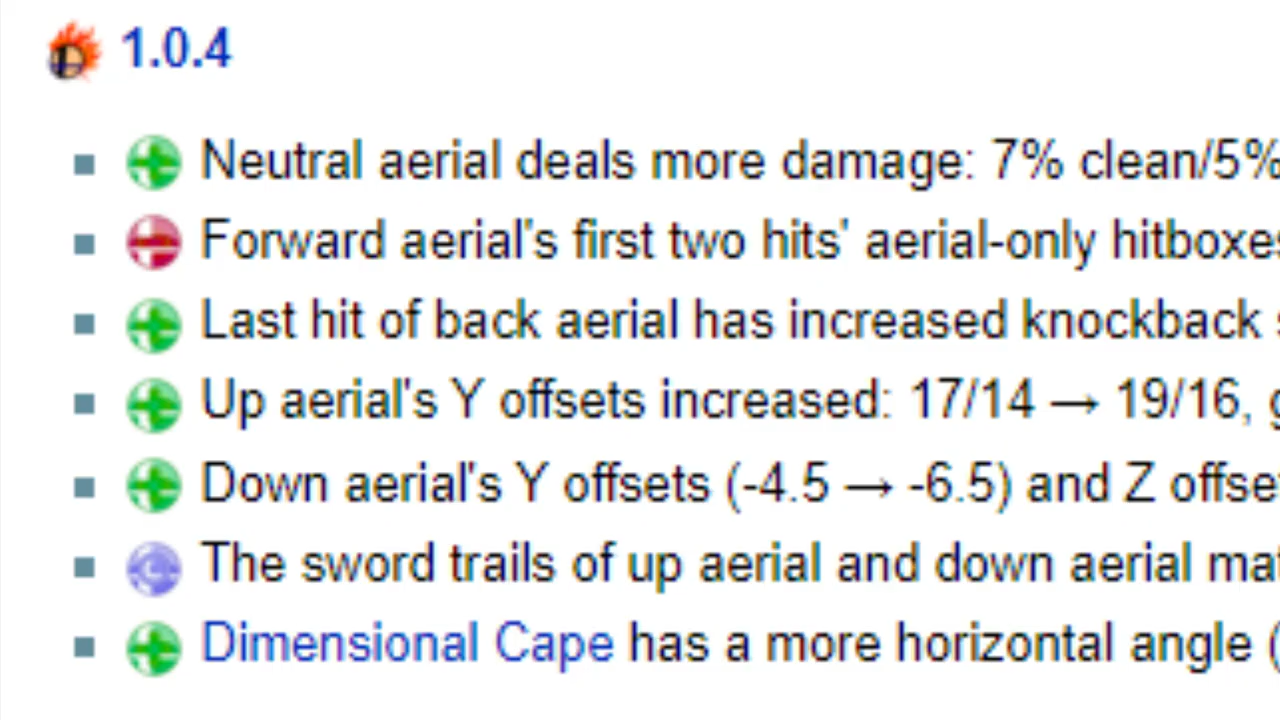 1.0.4
Neutral aerial deals more damage: 7% clean/5%
Forward aerial's first two hits' aerial-only hitboxes
Last hit of back aerial has increased knockback
Up aerial's Y offsets increased: 17/14 → 19/16,
Down aerial's Y offsets (-4.5 → -6.5) and Z
The sword trails of up aerial and down aerial
Dimensional Cape has a more horizontal angle (